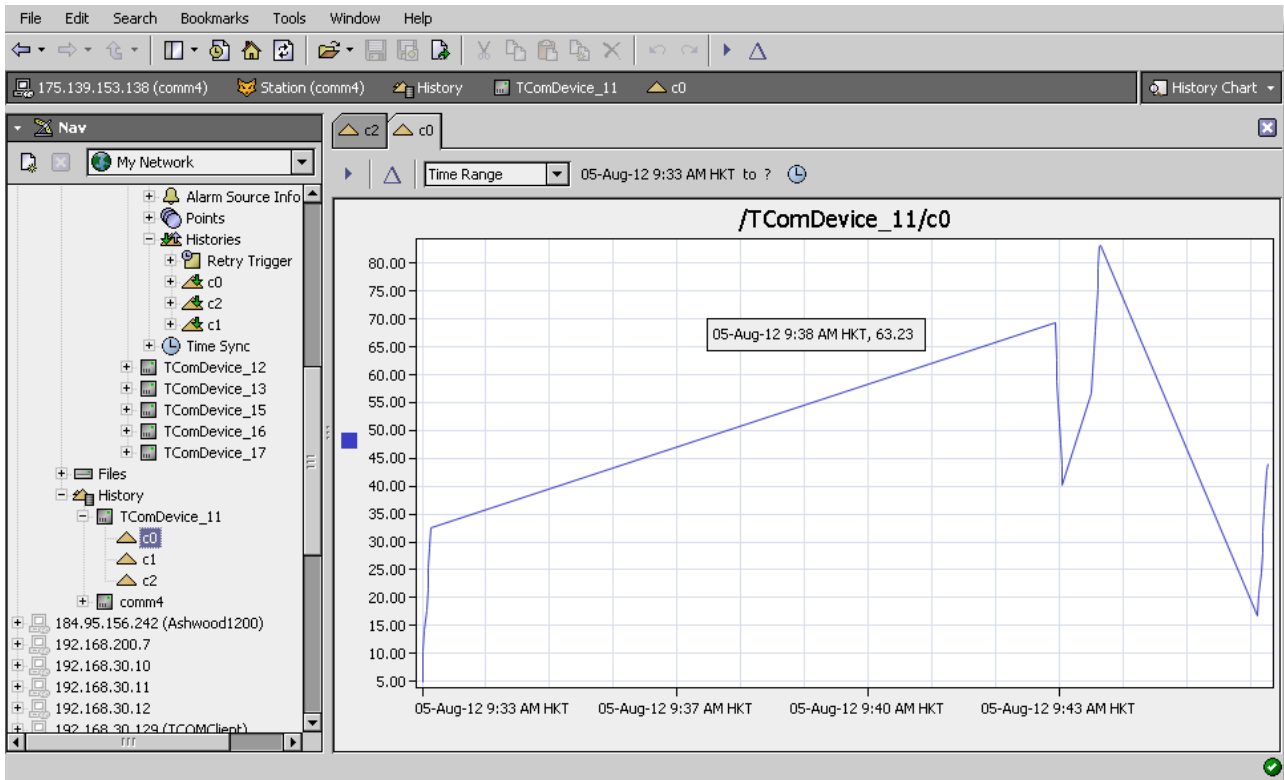 File Edit Search Bookmarks Tools Window Help
175.139.153.138 (comm4) Station (comm4) History TComDevice_11 c0 History Chart
Nav
My Network
Alarm Source Info
Points
Histories
Retry Trigger
c0
c2
c1
Time Sync
TComDevice_12
TComDevice_13
TComDevice_15
TComDevice_16
TComDevice_17
Files
History
TComDevice_11
c0
c1
c2
comm4
184.95.156.242 (Ashwood1200)
192.168.200.7
192.168.30.10
192.168.30.11
192.168.30.12
192.168.30.129 (TCOMClient)
c2 c0
Time Range 05-Aug-12 9:33 AM HKT to ?
/TComDevice_11/c0
80.00
75.00
70.00
65.00
60.00
55.00
50.00
45.00
40.00
35.00
30.00
25.00
20.00
15.00
10.00
5.00
05-Aug-12 9:38 AM HKT, 63.23
05-Aug-12 9:33 AM HKT 05-Aug-12 9:37 AM HKT 05-Aug-12 9:40 AM HKT 05-Aug-12 9:43 AM HKT